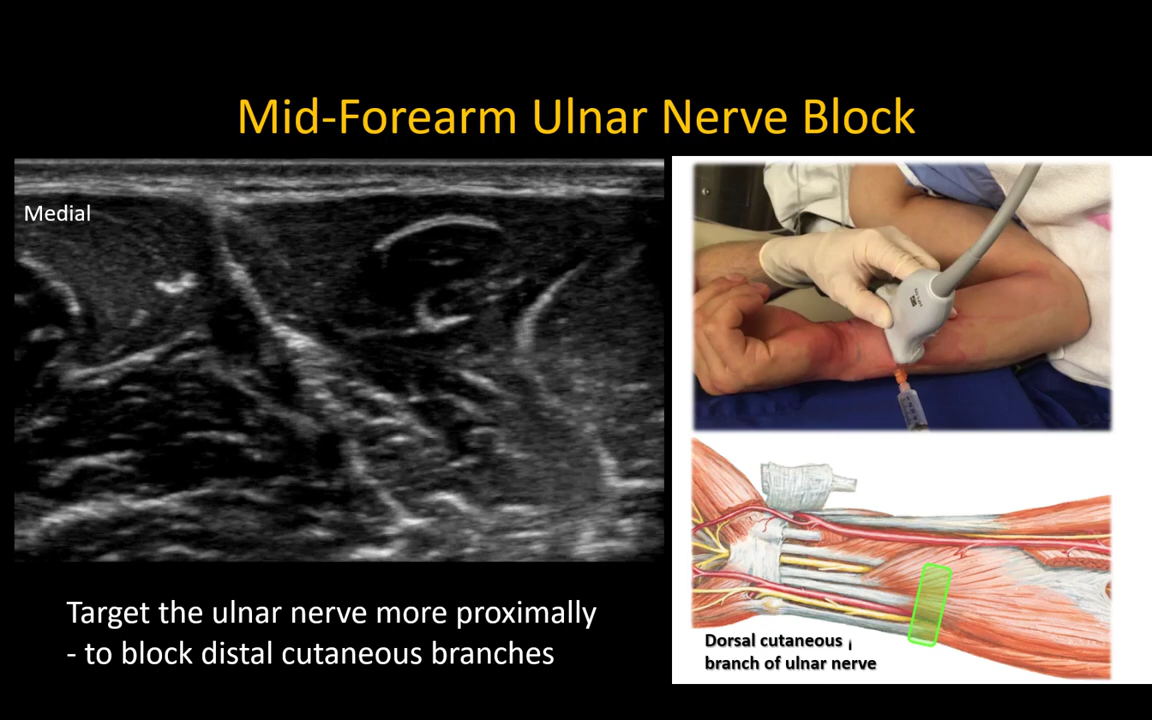 Mid-Forearm Ulnar Nerve Block
Medial
Target the ulnar nerve more proximally
- to block distal cutaneous branches
Dorsal cutaneous
branch of ulnar nerve